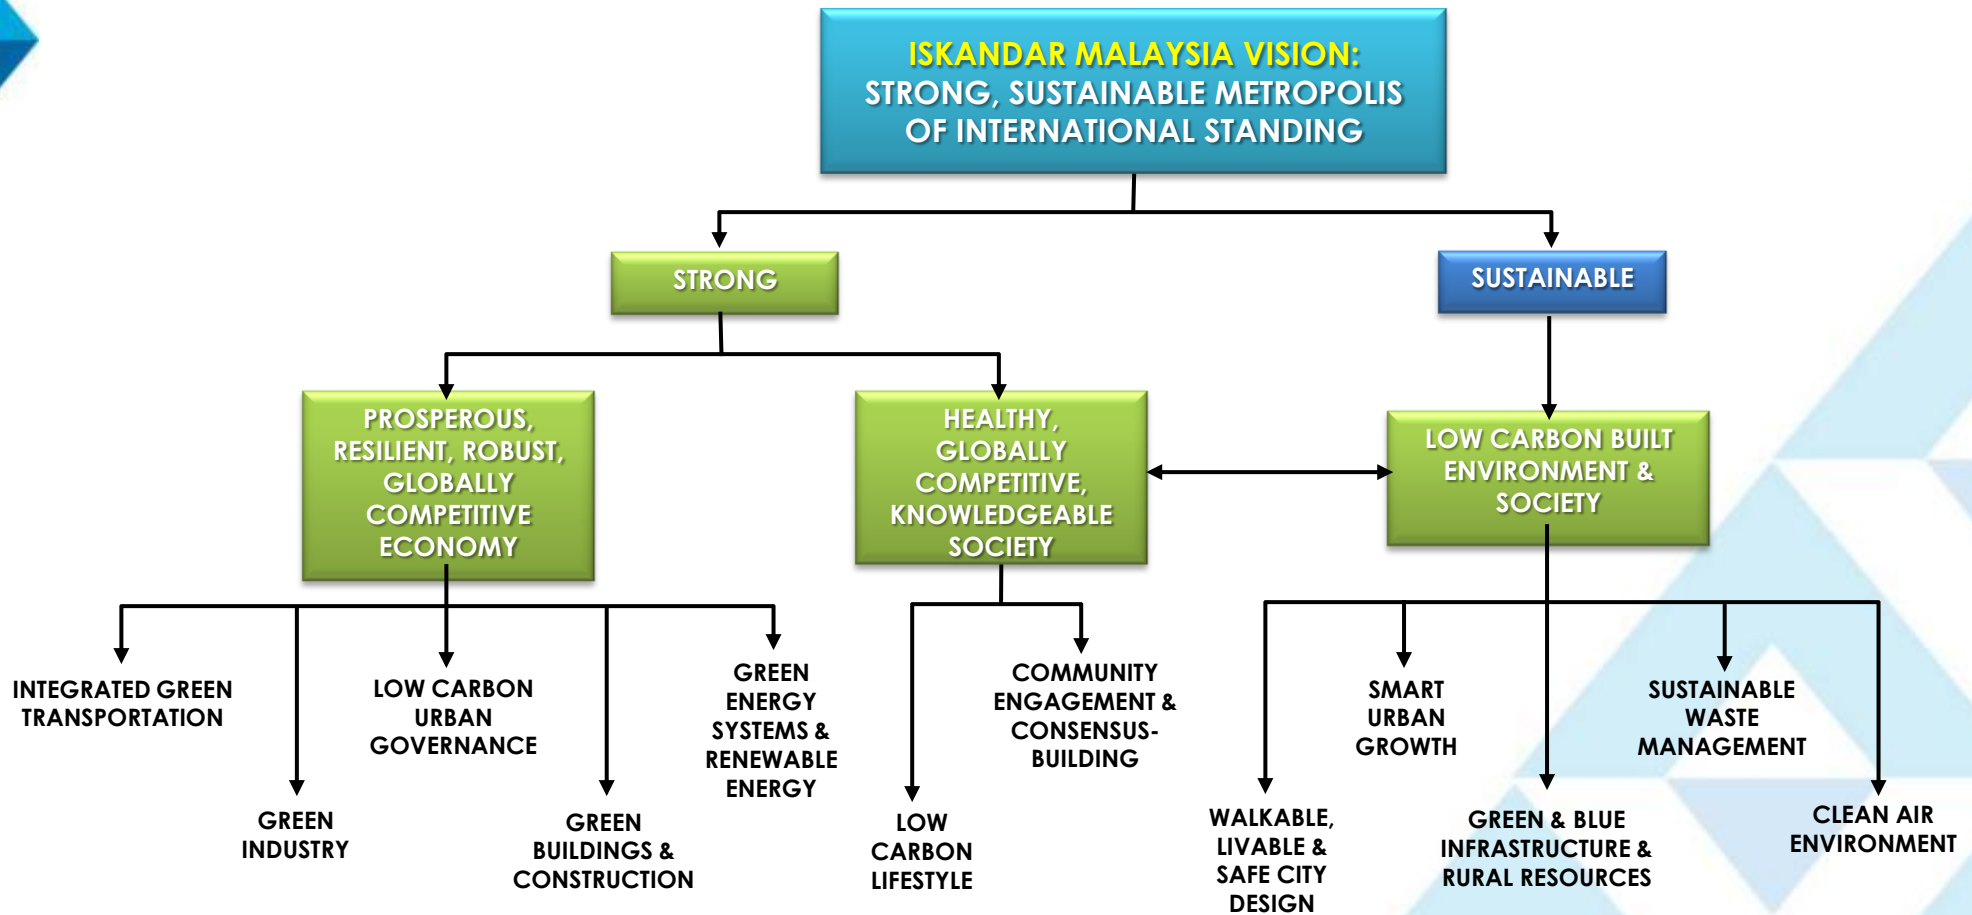 ISKANDAR MALAYSIA VISION:
STRONG, SUSTAINABLE METROPOLIS
OF INTERNATIONAL STANDING
STRONG
SUSTAINABLE
PROSPEROUS,
RESILIENT, ROBUST,
GLOBALLY
COMPETITIVE
ECONOMY
HEALTHY,
GLOBALLY
COMPETITIVE,
KNOWLEDGEABLE
SOCIETY
LOW CARBON BUILT
ENVIRONMENT &
SOCIETY
INTEGRATED GREEN
TRANSPORTATION
GREEN
INDUSTRY
LOW CARBON
URBAN
GOVERNANCE
GREEN
BUILDINGS &
CONSTRUCTION
GREEN
ENERGY
SYSTEMS &
RENEWABLE
ENERGY
LOW
CARBON
LIFESTYLE
COMMUNITY
ENGAGEMENT &
CONSENSUS-
BUILDING
WALKABLE,
LIVABLE &
SAFE CITY
DESIGN
SMART
URBAN
GROWTH
GREEN & BLUE
INFRASTRUCTURE &
RURAL RESOURCES
SUSTAINABLE
WASTE
MANAGEMENT
CLEAN AIR
ENVIRONMENT